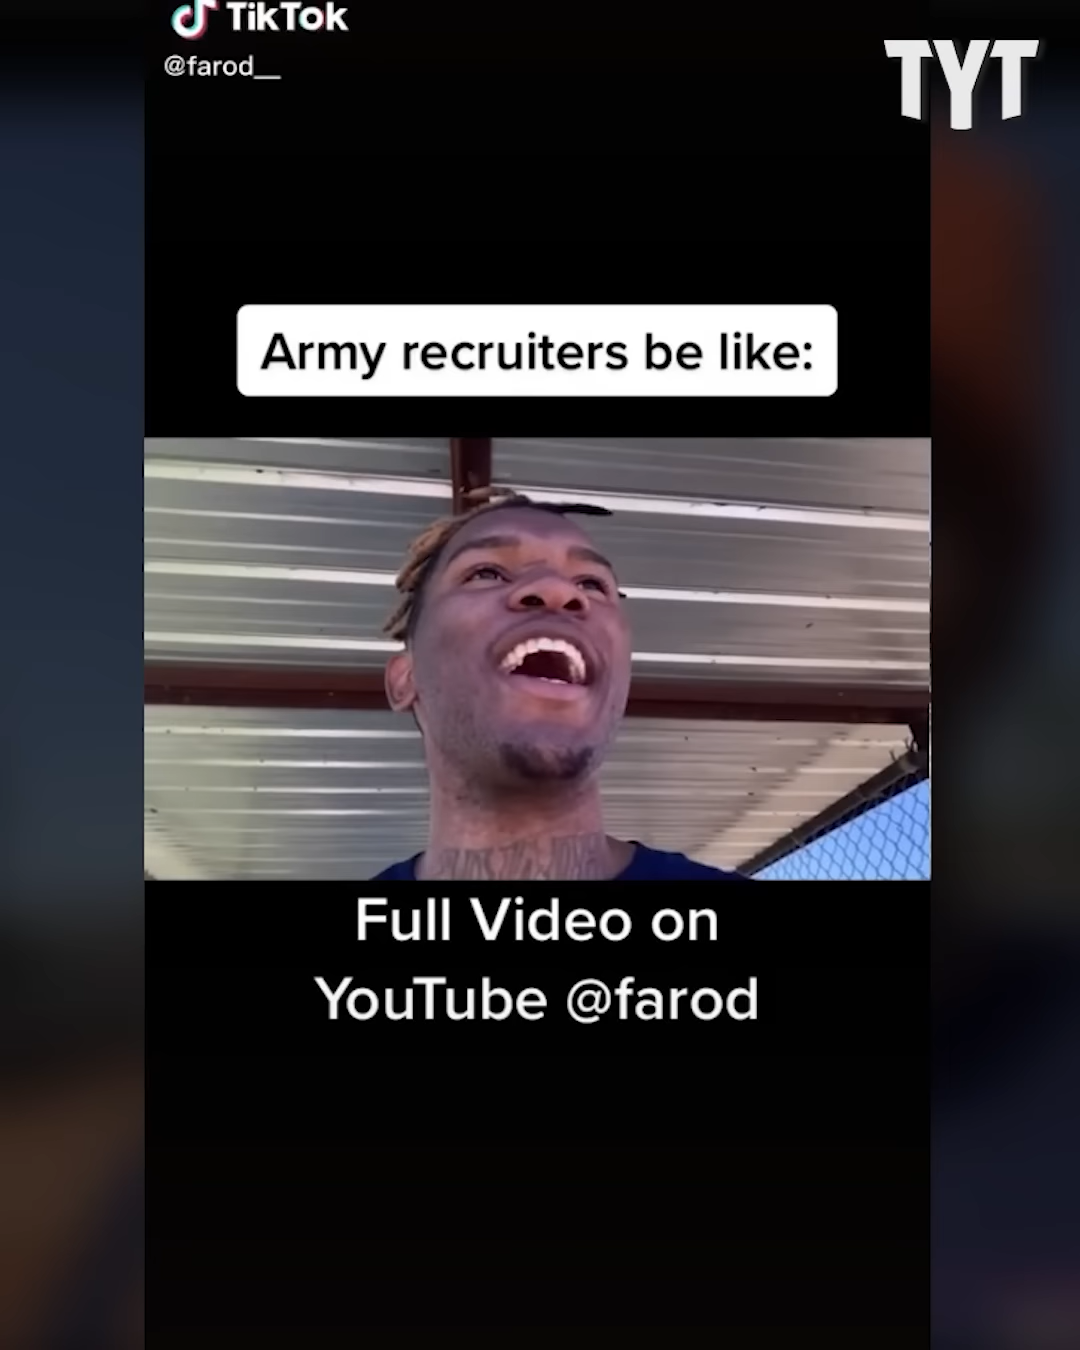 TikTok
@farod__
TYT
Army recruiters be like:
Full Video on
YouTube @farod